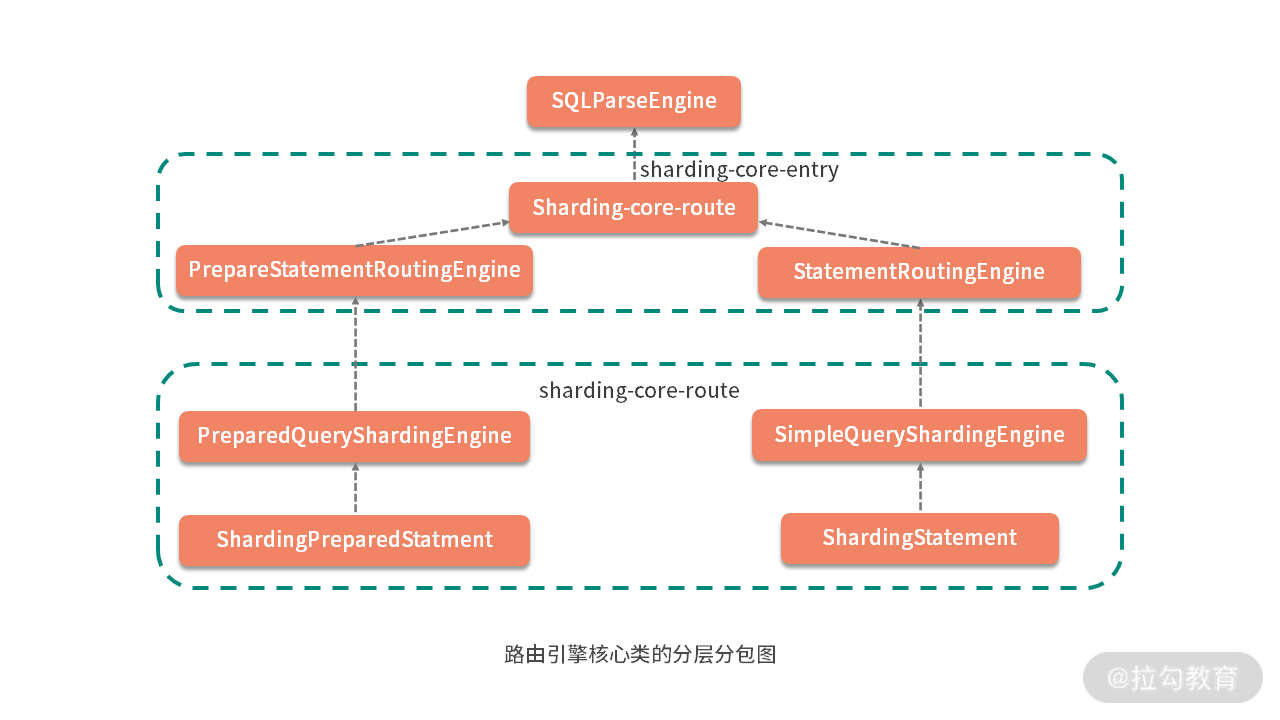 SQLParseEngine
sharding-core-entry
Sharding-core-route
PrepareStatementRoutingEngine
StatementRoutingEngine
sharding-core-route
PreparedQueryShardingEngine
SimpleQueryShardingEngine
ShardingPreparedStatment
ShardingStatement
路由引擎核心类的分层分包图
@拉勾教育